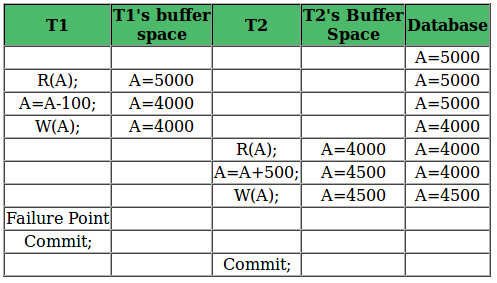 T1 T1's buffer space T2 T2's Buffer Space Database
A=5000
R(A); A=5000 A=5000
A=A-100; A=4000 A=5000
W(A); A=4000 A=4000
R(A); A=4000 A=4000
A=A+500; A=4500 A=4000
W(A); A=4500 A=4500
Failure Point
Commit;
Commit;